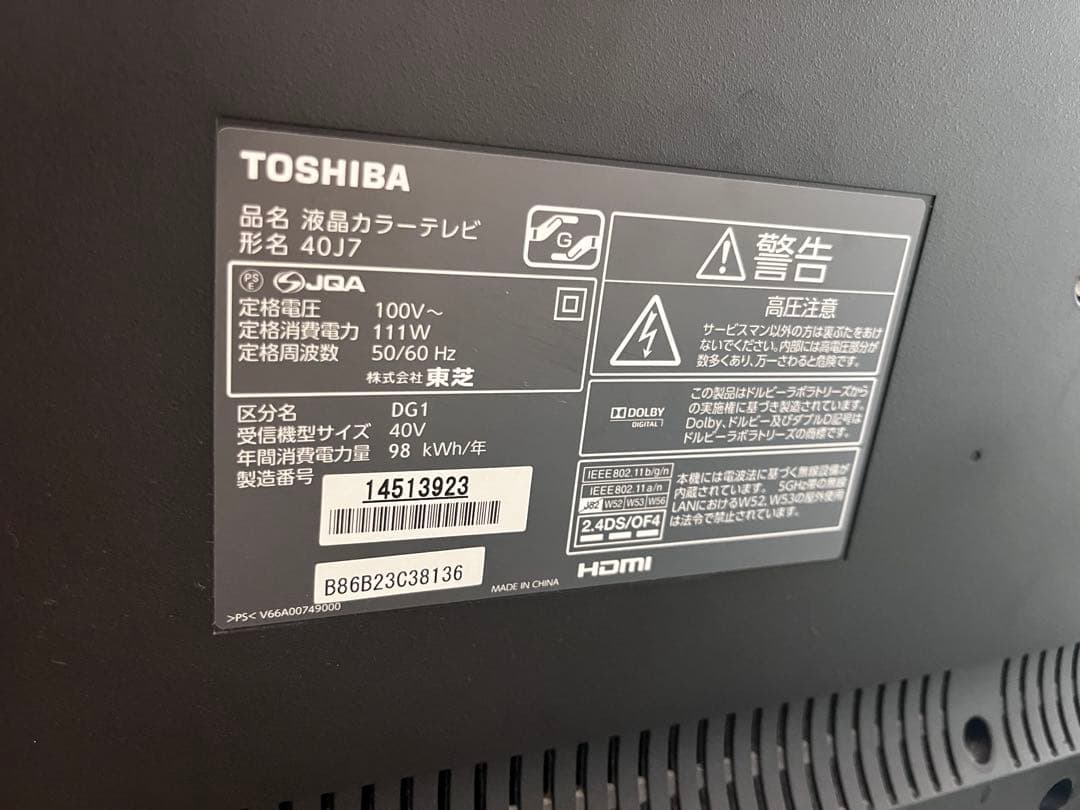 TOSHIBA
品名 液晶カラーテレビ
形名 40J7
G
PS
E
JQA
定格電圧 100V～
定格消費電力 111W
定格周波数 50/60 Hz
株式会社 東芝
区分名 DG1
受信機型サイズ 40V
年間消費電力量 98 kWh/年
製造番号
14513923
B86B23C38136
MADE IN CHINA
>PS< V66A00749000
警告
高圧注意
サービスマン以外の方は裏ぶたをあけ
ないでください。内部には高電圧部分が
数多くあり、万一さわると危険です。
DOLBY
DIGITAL
この製品はドルビーラボラトリーズから
の実施権に基づき製造されています。
Dolby、ドルビー及びダブルD記号は
ドルビーラボラトリーズの商標です。
IEEE802.11b/g/n
IEEE802.11a/n
J52 W52 W53 W56
2.4DS/OF4
本機には電波法に基づく無線設備が
内蔵されています。 5GHz帯の無線
LANにおけるW52、W53の屋外使用
は法令で禁止されています。
HDMI